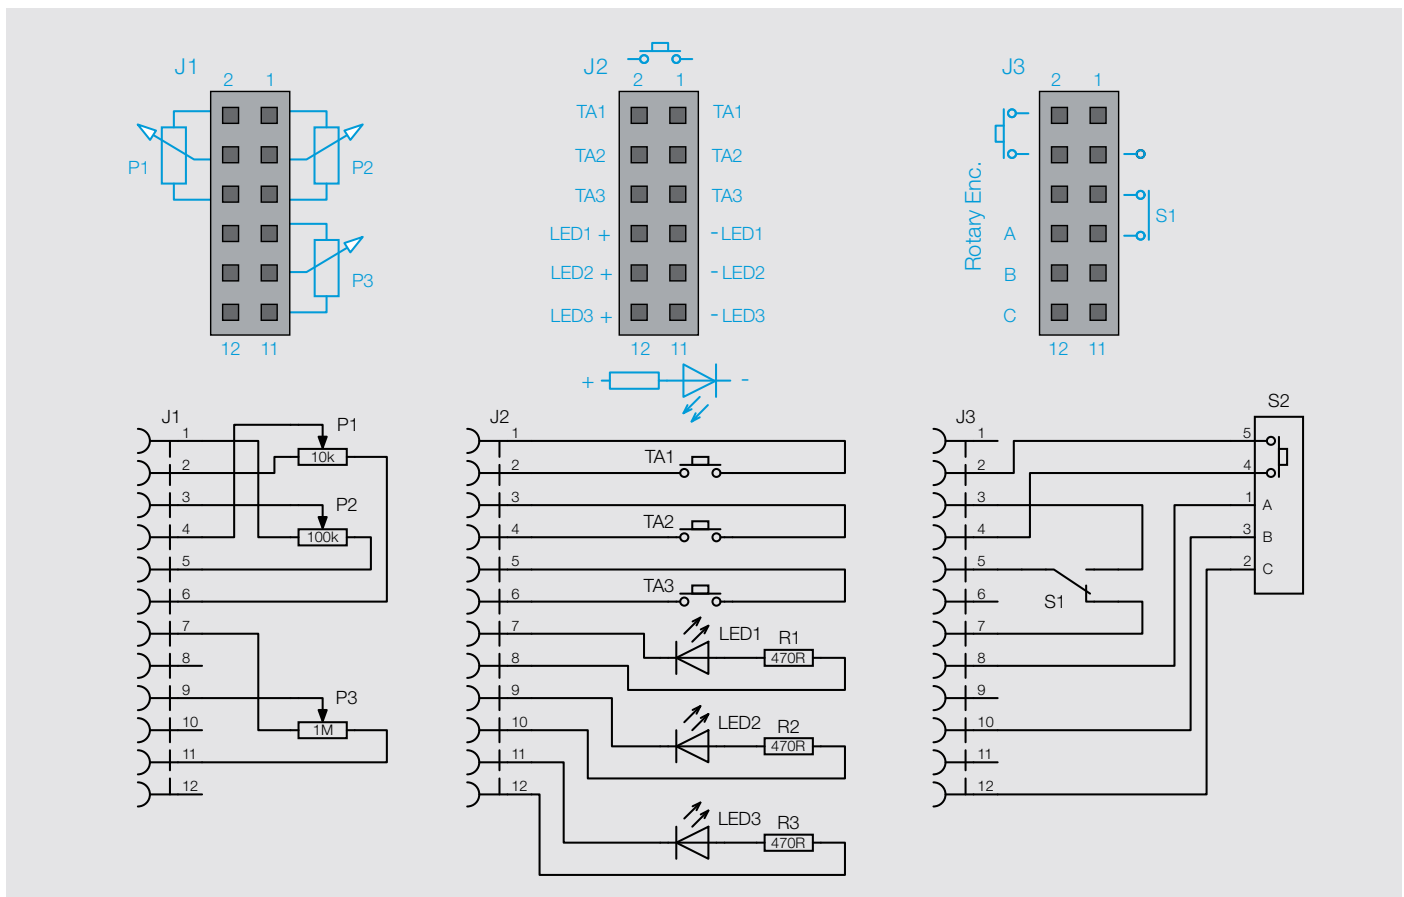 J1
2 1
P1
P2
P3
12 11
J2
2 1
TA1 TA1
TA2 TA2
TA3 TA3
LED1 + -LED1
LED2 + -LED2
LED3 + -LED3
12 11
+ -
J3
2 1
Rotary Enc.
A
B
C
S1
12 11
J1
1
2
3
4
5
6
7
8
9
10
11
12
P1
10k
P2
100k
P3
1M
J2
1
2
3
4
5
6
7
8
9
10
11
12
TA1
TA2
TA3
LED1 R1
470R
LED2 R2
470R
LED3 R3
470R
J3
1
2
3
4
5
6
7
8
9
10
11
12
S1
S2
5
4
1 A
3 B
2 C